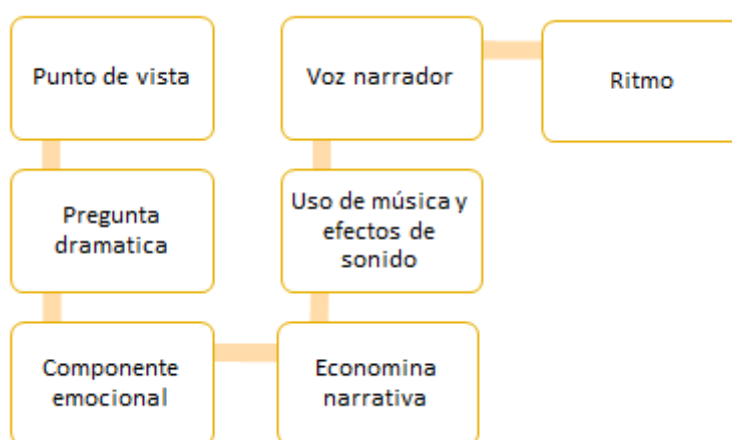 Punto de vista
Pregunta
dramatica
Componente
emocional
Economina
narrativa
Uso de música y
efectos de
sonido
Voz narrador
Ritmo